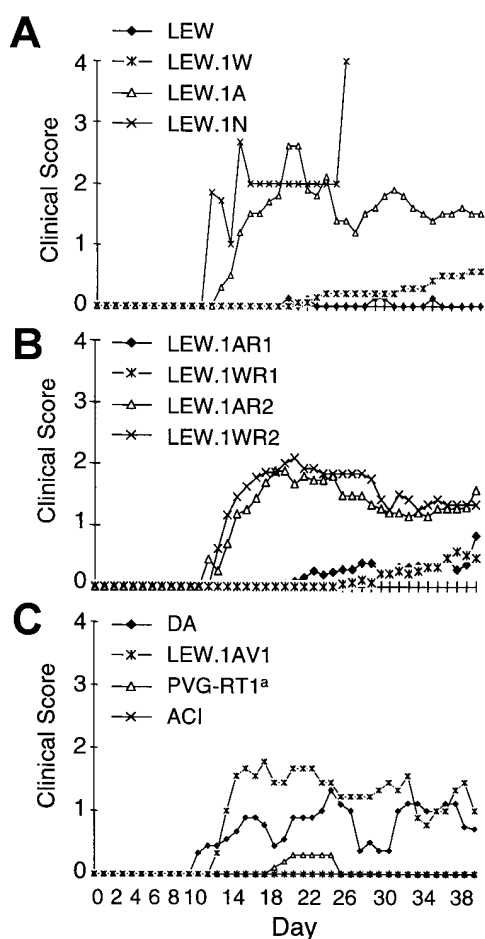 A
LEW
LEW.1W
LEW.1A
LEW.1N
4
3
2
1
0
Clinical Score
B
LEW.1AR1
LEW.1WR1
LEW.1AR2
LEW.1WR2
4
3
2
1
0
Clinical Score
C
DA
LEW.1AV1
PVG-RT1a
ACI
4
3
2
1
0
Clinical Score
0 2 4 6 8 10 14 18 22 26 30 34 38
Day